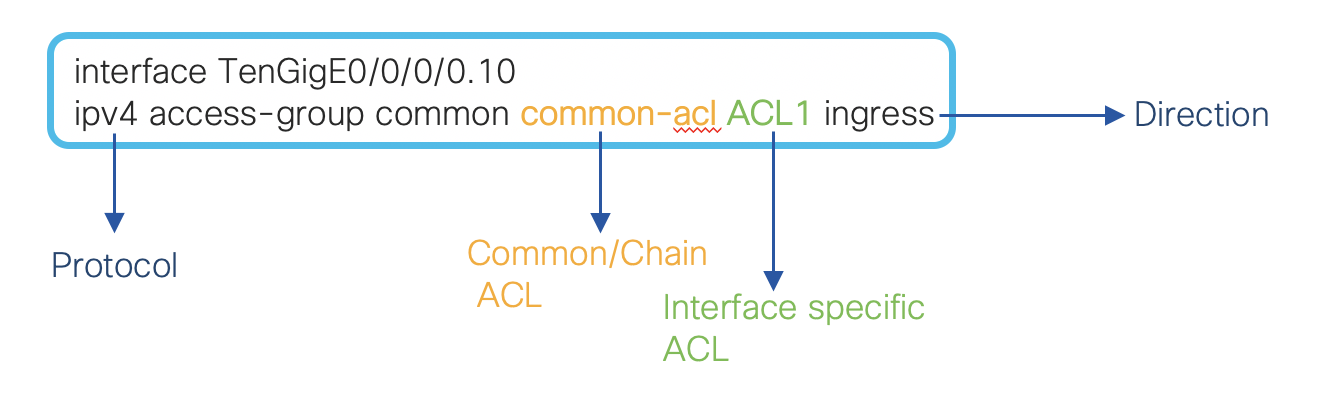 interface TenGigE0/0/0/0.10
ipv4 access-group common common-acl ACL1 ingress
Direction
Protocol
Common/Chain
ACL
Interface specific
ACL